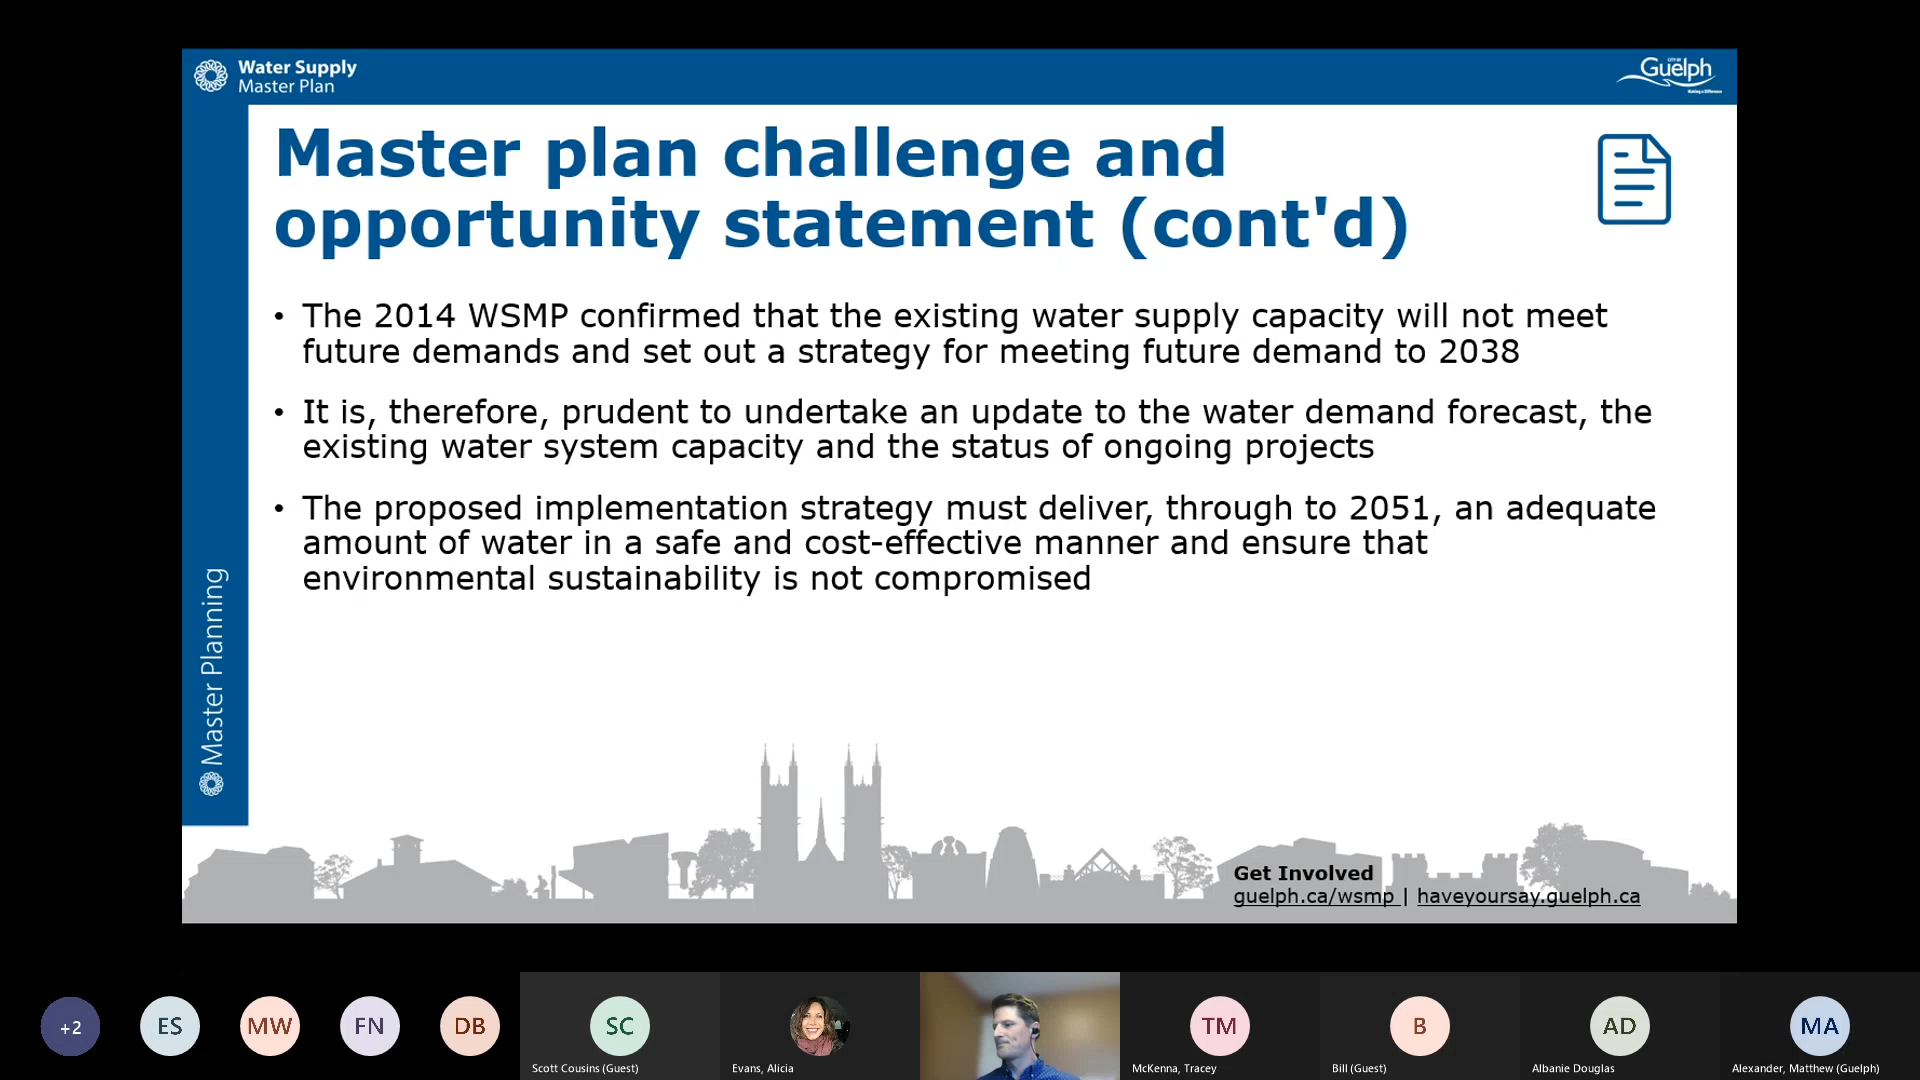 Water Supply
Master Plan
CITY OF
Guelph
Making a Difference
Master plan challenge and
opportunity statement (cont'd)
• The 2014 WSMP confirmed that the existing water supply capacity will not meet
future demands and set out a strategy for meeting future demand to 2038
• It is, therefore, prudent to undertake an update to the water demand forecast, the
existing water system capacity and the status of ongoing projects
• The proposed implementation strategy must deliver, through to 2051, an adequate
amount of water in a safe and cost-effective manner and ensure that
environmental sustainability is not compromised
Master Planning
Get Involved
guelph.ca/wsmp | haveyoursay.guelph.ca
+2
ES
MW
FN
DB
SC
Scott Cousins (Guest)
Evans, Alicia
TM
McKenna, Tracey
B
Bill (Guest)
AD
Albanie Douglas
MA
Alexander, Matthew (Guelph)